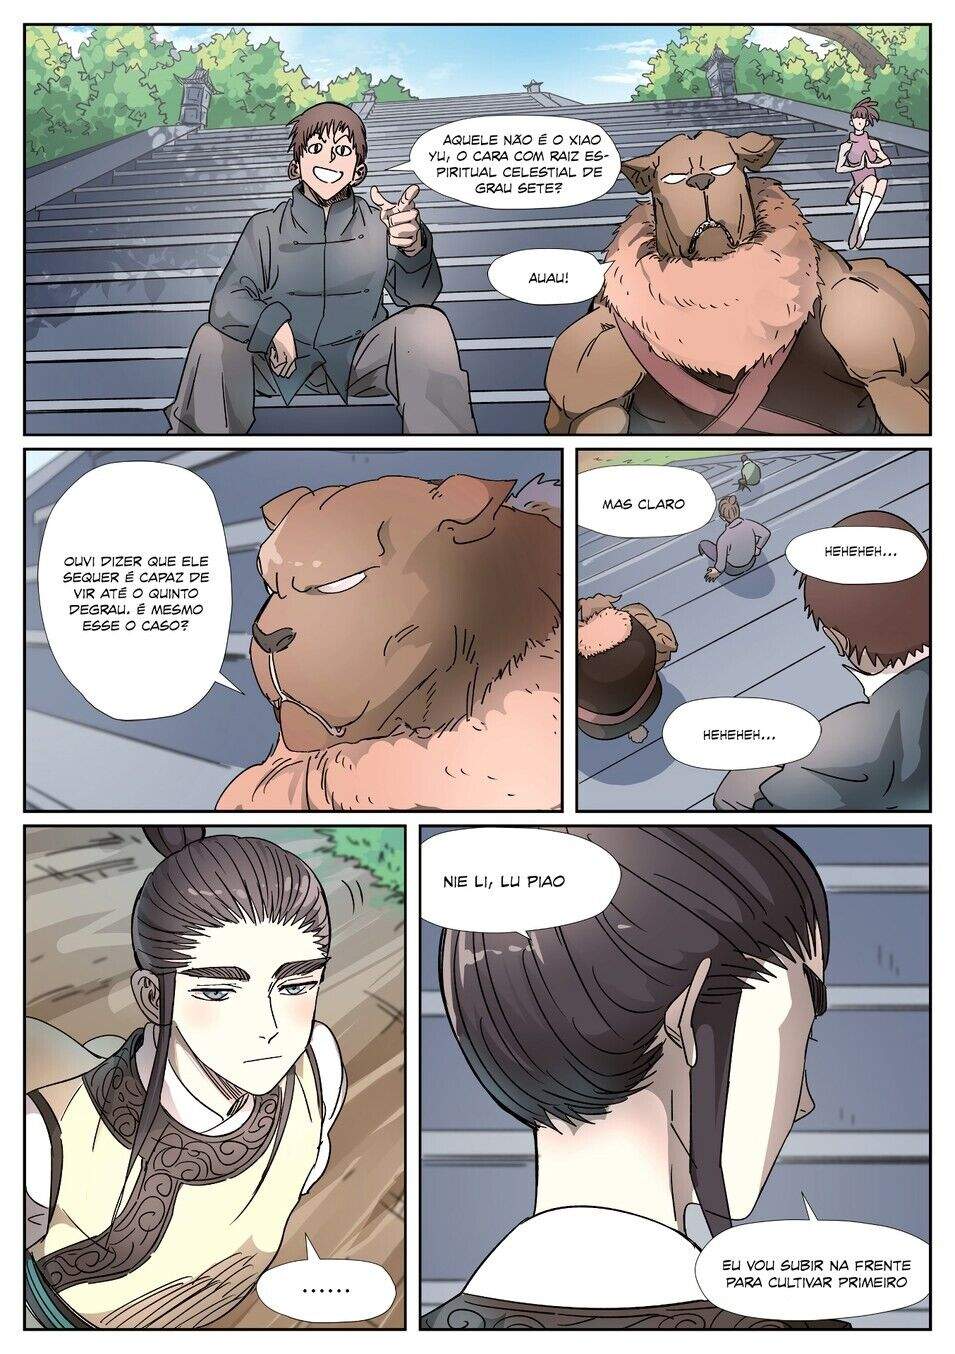 AQUELE NÃO É O XIAO
YU, O CARA COM RAIZ ES-
PIRITUAL CELESTIAL DE
GRAU SETE?
AUAU!
OUVI DIZER QUE ELE
SEQUER É CAPAZ DE
VIR ATÉ O QUINTO
DEGRAU. É MESMO
ESSE O CASO?
MAS CLARO
HEHEHEH...
HEHEHEH...
......
NIE LI, LU PIAO
EU VOU SUBIR NA FRENTE
PARA CULTIVAR PRIMEIRO